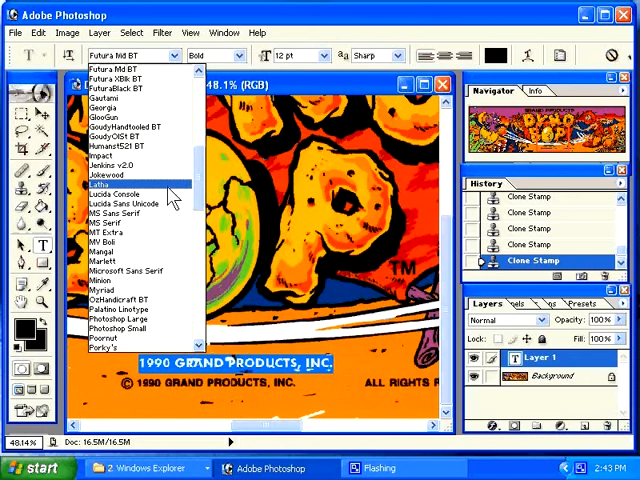 Adobe Photoshop
File Edit Image Layer Select Filter View Window Help
Futura Md BT Bold 12 pt Sharp
Futura Md BT
Futura XBlk BT
FuturaBlack BT
Gautami
Georgia
GlooGun
GoudyHandtooled BT
GoudyOlSt BT
Humanst521 BT
Impact
Jenkins v2.0
Jokewood
Latha
Lucida Console
Lucida Sans Unicode
MS Sans Serif
MS Serif
MT Extra
MV Boli
Mangal
Marlett
Microsoft Sans Serif
Minion
Myriad
OzHandicraft BT
Palatino Linotype
Photoshop Large
Photoshop Small
Poornut
Porky's
48.1% (RGB)
TM
1990 GRAND PRODUCTS, INC.
© 1990 GRAND PRODUCTS, INC. ALL RIGHTS R
Navigator Info
GRAND PRODUCTS
DYNO
BOP
History
Clone Stamp
Clone Stamp
Clone Stamp
Clone Stamp
Layers Presets
Normal Opacity: 100%
Lock: Fill: 100%
T Layer 1
Background
48.14% Doc: 16.5M/16.5M
start 2 Windows Explorer Adobe Photoshop Flashing 2:43 PM